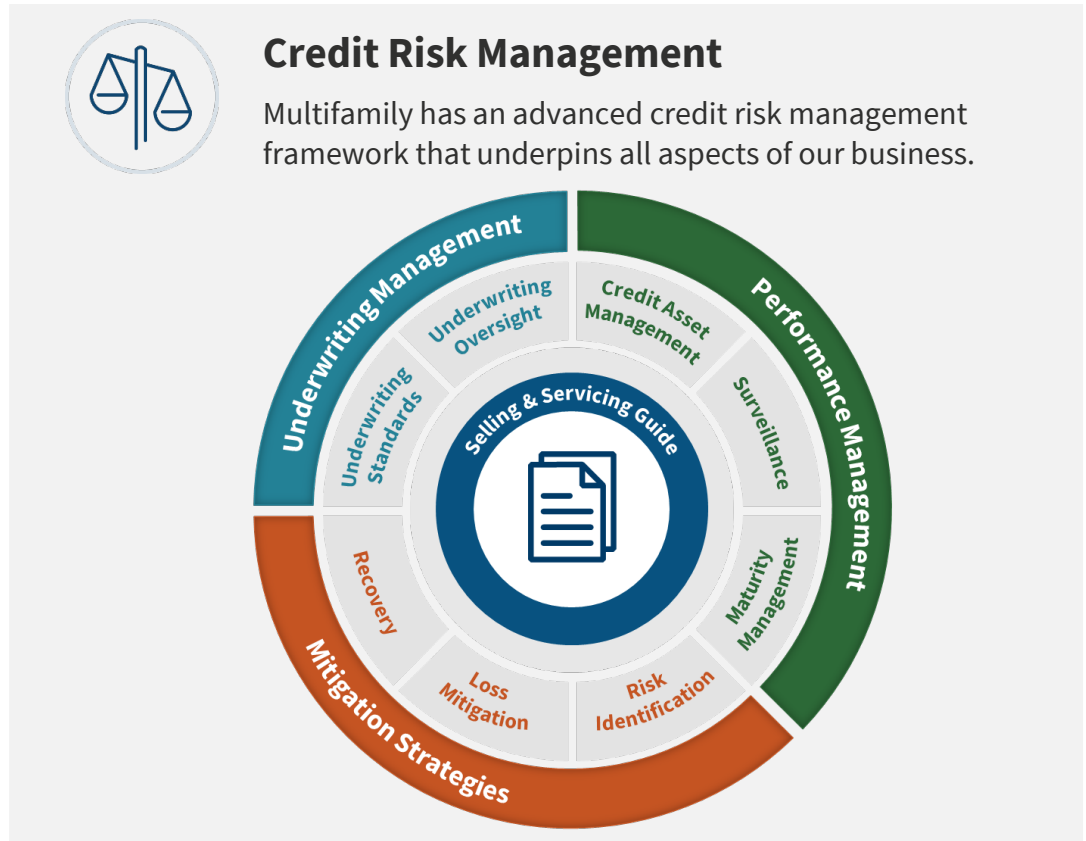 Credit Risk Management
Multifamily has an advanced credit risk management
framework that underpins all aspects of our business.
Underwriting Management
Performance Management
Mitigation Strategies
Underwriting
Oversight
Credit Asset
Management
Underwriting
Standards
Surveillance
Selling & Servicing Guide
Recovery
Maturity
Management
Loss
Mitigation
Risk
Identification